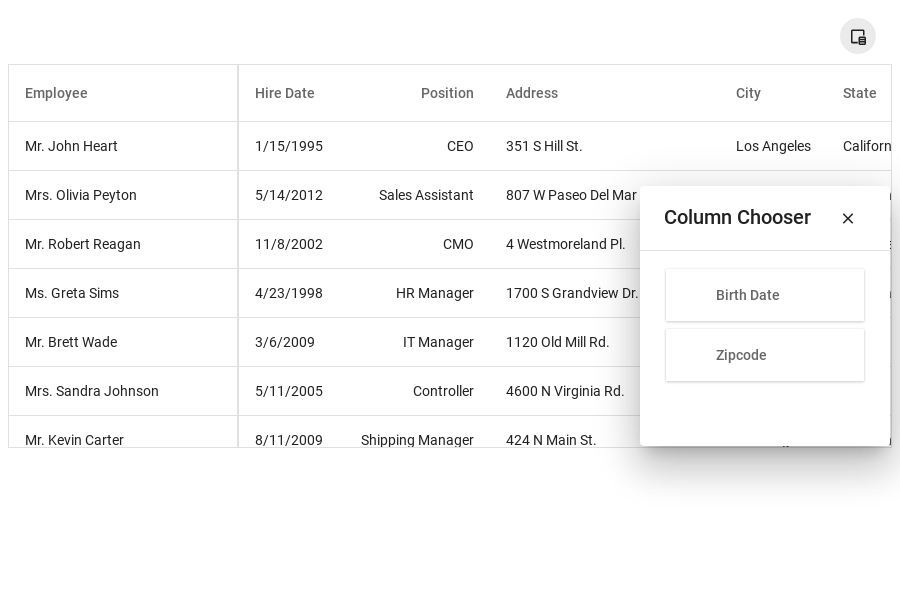 Employee Hire Date Position Address City State
Mr. John Heart 1/15/1995 CEO 351 S Hill St. Los Angeles Californ
Mrs. Olivia Peyton 5/14/2012 Sales Assistant 807 W Paseo Del Mar
Column Chooser
Mr. Robert Reagan 11/8/2002 CMO 4 Westmoreland Pl.
Ms. Greta Sims 4/23/1998 HR Manager 1700 S Grandview Dr.
Birth Date
Mr. Brett Wade 3/6/2009 IT Manager 1120 Old Mill Rd.
Zipcode
Mrs. Sandra Johnson 5/11/2005 Controller 4600 N Virginia Rd.
Mr. Kevin Carter 8/11/2009 Shipping Manager 424 N Main St.